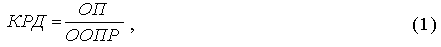 КРД = ОП / ООПР , (1)